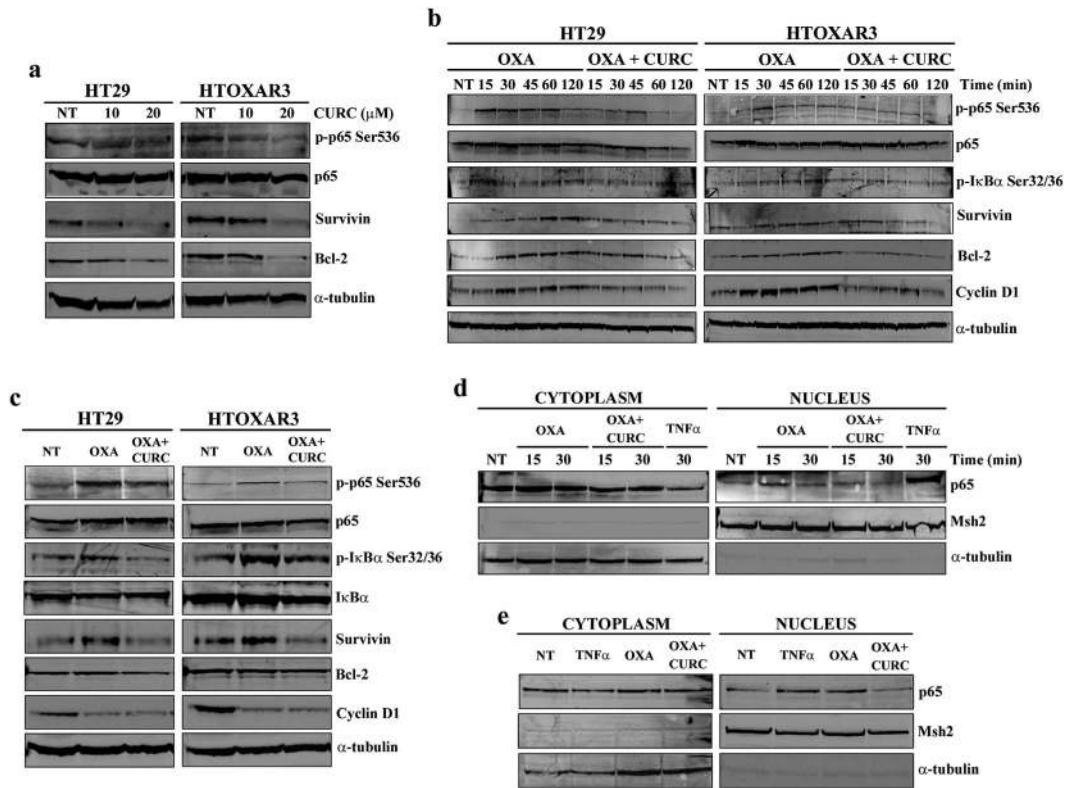 a
HT29 HTOXAR3
NT 10 20 NT 10 20 CURC (μM)
p-p65 Ser536
p65
Survivin
Bcl-2
α-tubulin
b
HT29 HTOXAR3
OXA OXA + CURC OXA OXA + CURC
NT 15 30 45 60 120 15 30 45 60 120 NT 15 30 45 60 120 15 30 45 60 120 Time (min)
p-p65 Ser536
p65
p-IκBα Ser32/36
Survivin
Bcl-2
Cyclin D1
α-tubulin
c
HT29 HTOXAR3
NT OXA OXA+ CURC NT OXA OXA+ CURC
p-p65 Ser536
p65
p-IκBα Ser32/36
IκBα
Survivin
Bcl-2
Cyclin D1
α-tubulin
d
CYTOPLASM NUCLEUS
OXA OXA+ CURC TNFα OXA OXA+ CURC TNFα
NT 15 30 15 30 30 NT 15 30 15 30 30 Time (min)
p65
Msh2
α-tubulin
e
CYTOPLASM NUCLEUS
NT TNFα OXA OXA+ CURC NT TNFα OXA OXA+ CURC
p65
Msh2
α-tubulin